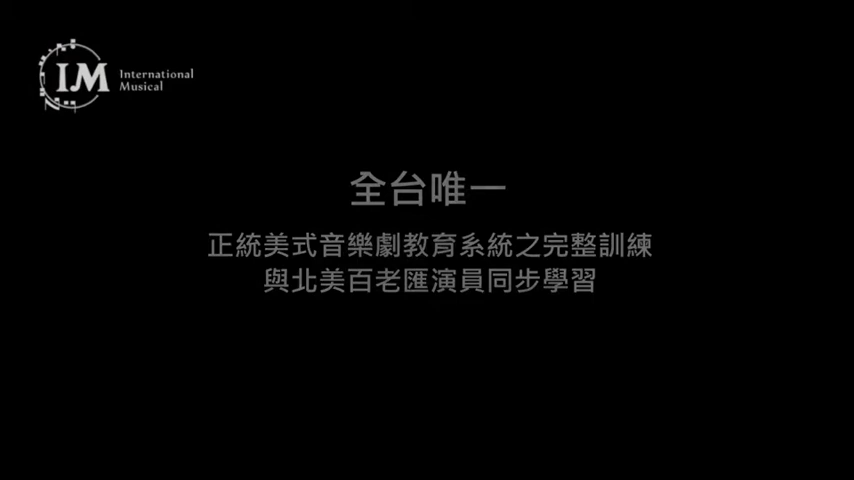 IM
International
Musical
全台唯一
正統美式音樂劇教育系統之完整訓練
與北美百老匯演員同步學習